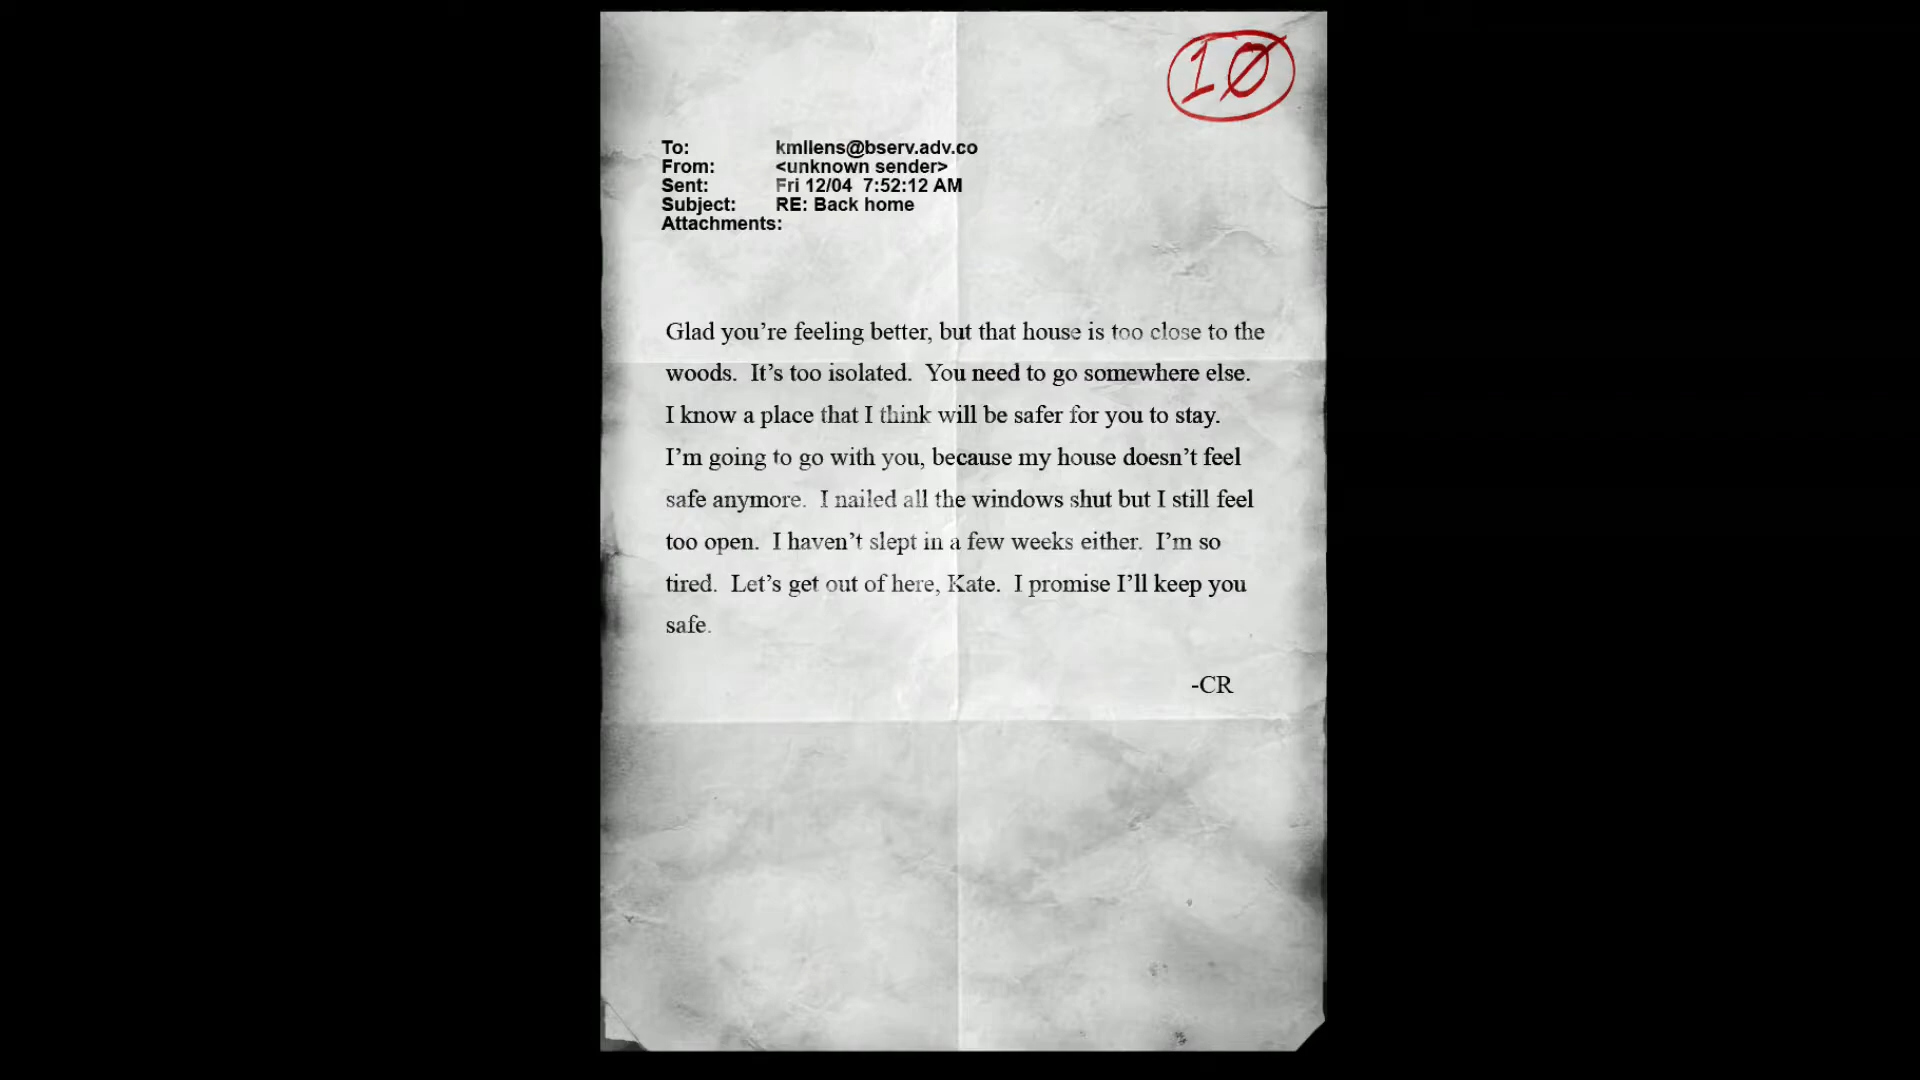 10
To: kmllens@bserv.adv.co
From: <unknown sender>
Sent: Fri 12/04  7:52:12 AM
Subject: RE: Back home
Attachments:
Glad you’re feeling better, but that house is too close to the
woods.  It’s too isolated.  You need to go somewhere else.
I know a place that I think will be safer for you to stay.
I’m going to go with you, because my house doesn’t feel
safe anymore.  I nailed all the windows shut but I still feel
too open.  I haven’t slept in a few weeks either.  I’m so
tired.  Let’s get out of here, Kate.  I promise I’ll keep you
safe.
-CR